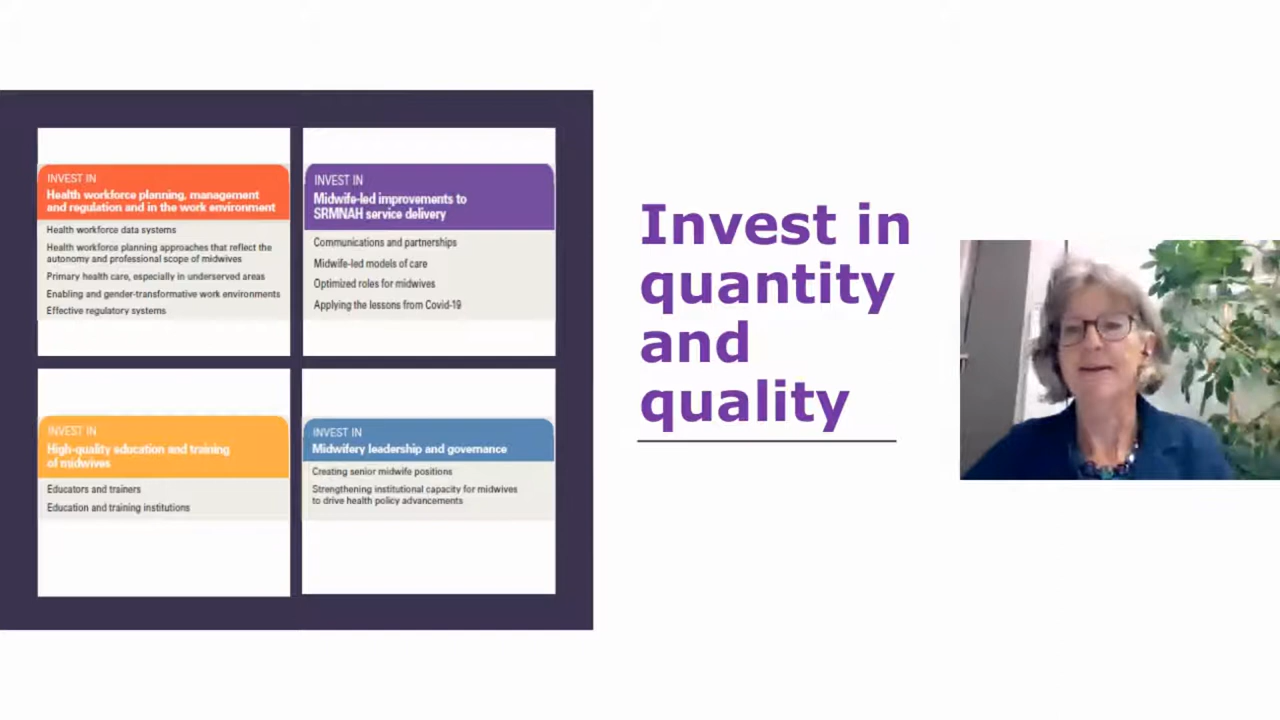 INVEST IN
Health workforce planning, management
and regulation and in the work environment
Health workforce data systems
Health workforce planning approaches that reflect the
autonomy and professional scope of midwives
Primary health care, especially in underserved areas
Enabling and gender-transformative work environments
Effective regulatory systems
INVEST IN
Midwife-led improvements to
SRMNAH service delivery
Communications and partnerships
Midwife-led models of care
Optimized roles for midwives
Applying the lessons from Covid-19
INVEST IN
High-quality education and training
of midwives
Educators and trainers
Education and training institutions
INVEST IN
Midwifery leadership and governance
Creating senior midwife positions
Strengthening institutional capacity for midwives
to drive health policy advancements
Invest in
quantity
and
quality